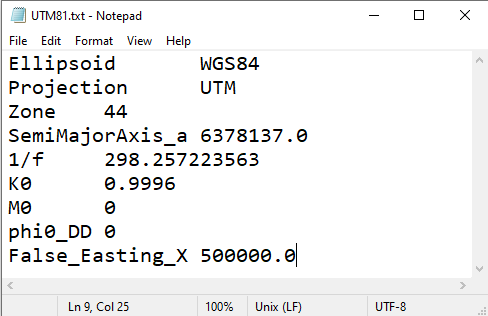 UTM81.txt - Notepad
File Edit Format View Help
Ellipsoid WGS84
Projection UTM
Zone 44
SemiMajorAxis_a 6378137.0
1/f 298.257223563
K0 0.9996
M0 0
phi0_DD 0
False_Easting_X 500000.0
Ln 9, Col 25 100% Unix (LF) UTF-8